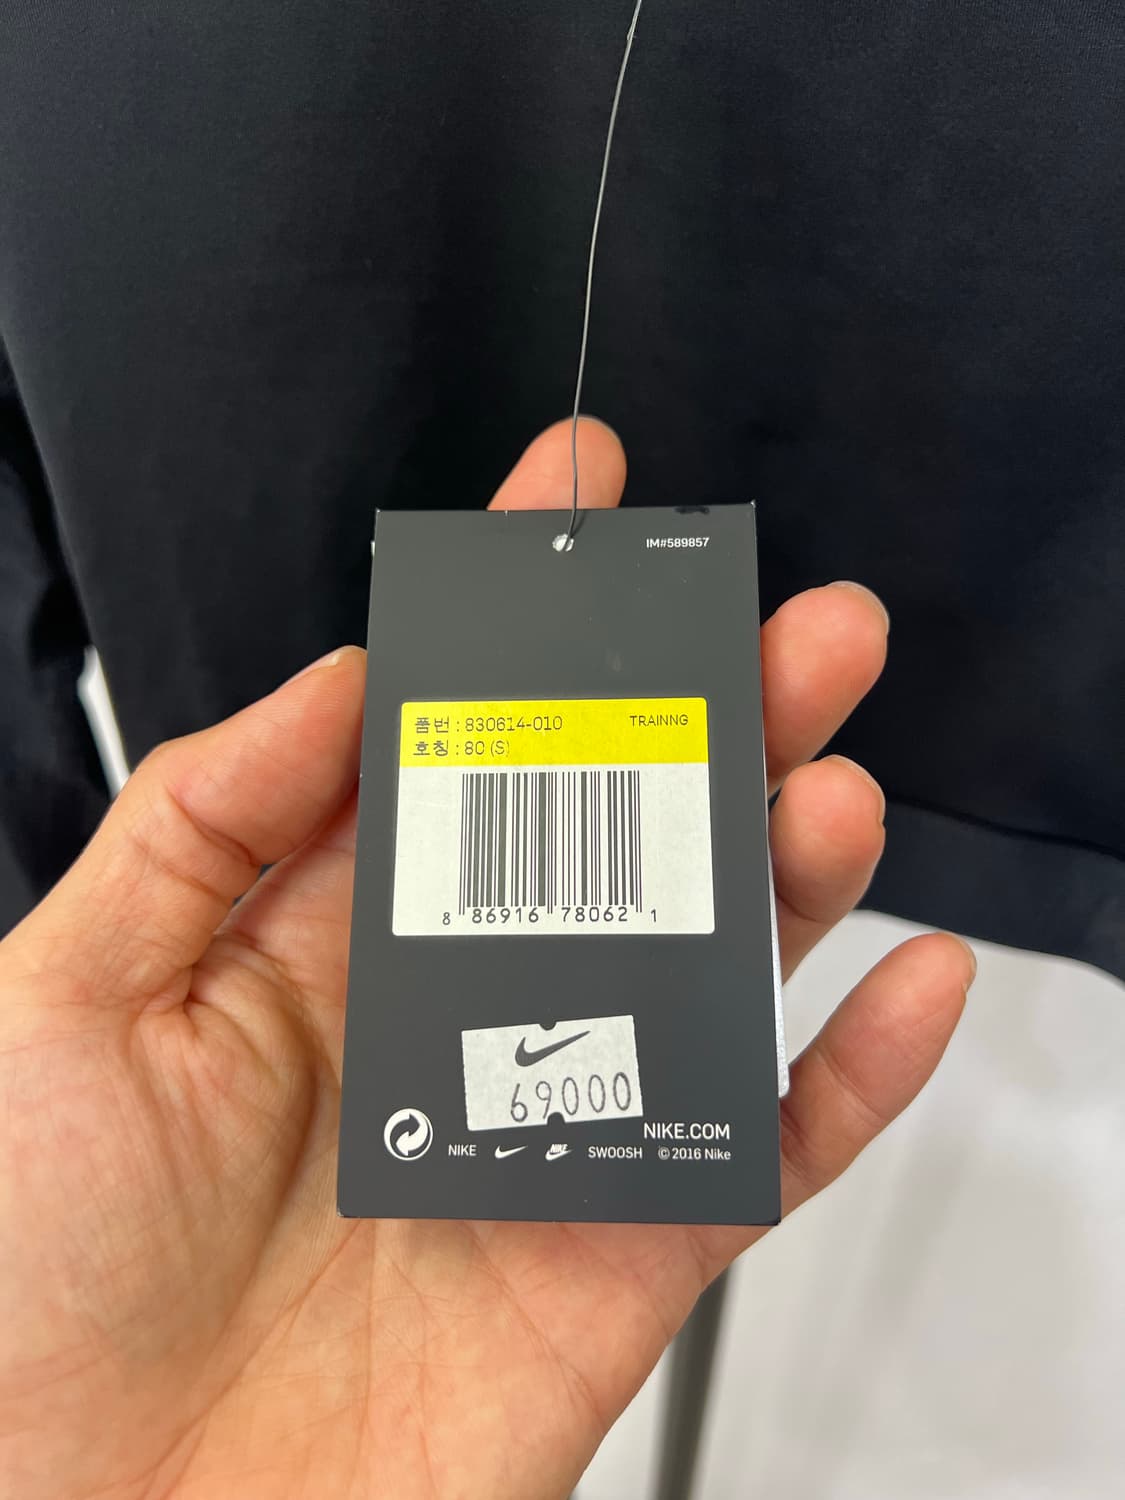 IM#589857
품번 : 830614-010 TRAINNG
호칭 : 80 (S)
8 86916 78062 1
69000
NIKE.COM
NIKE NIKE SWOOSH © 2016 Nike